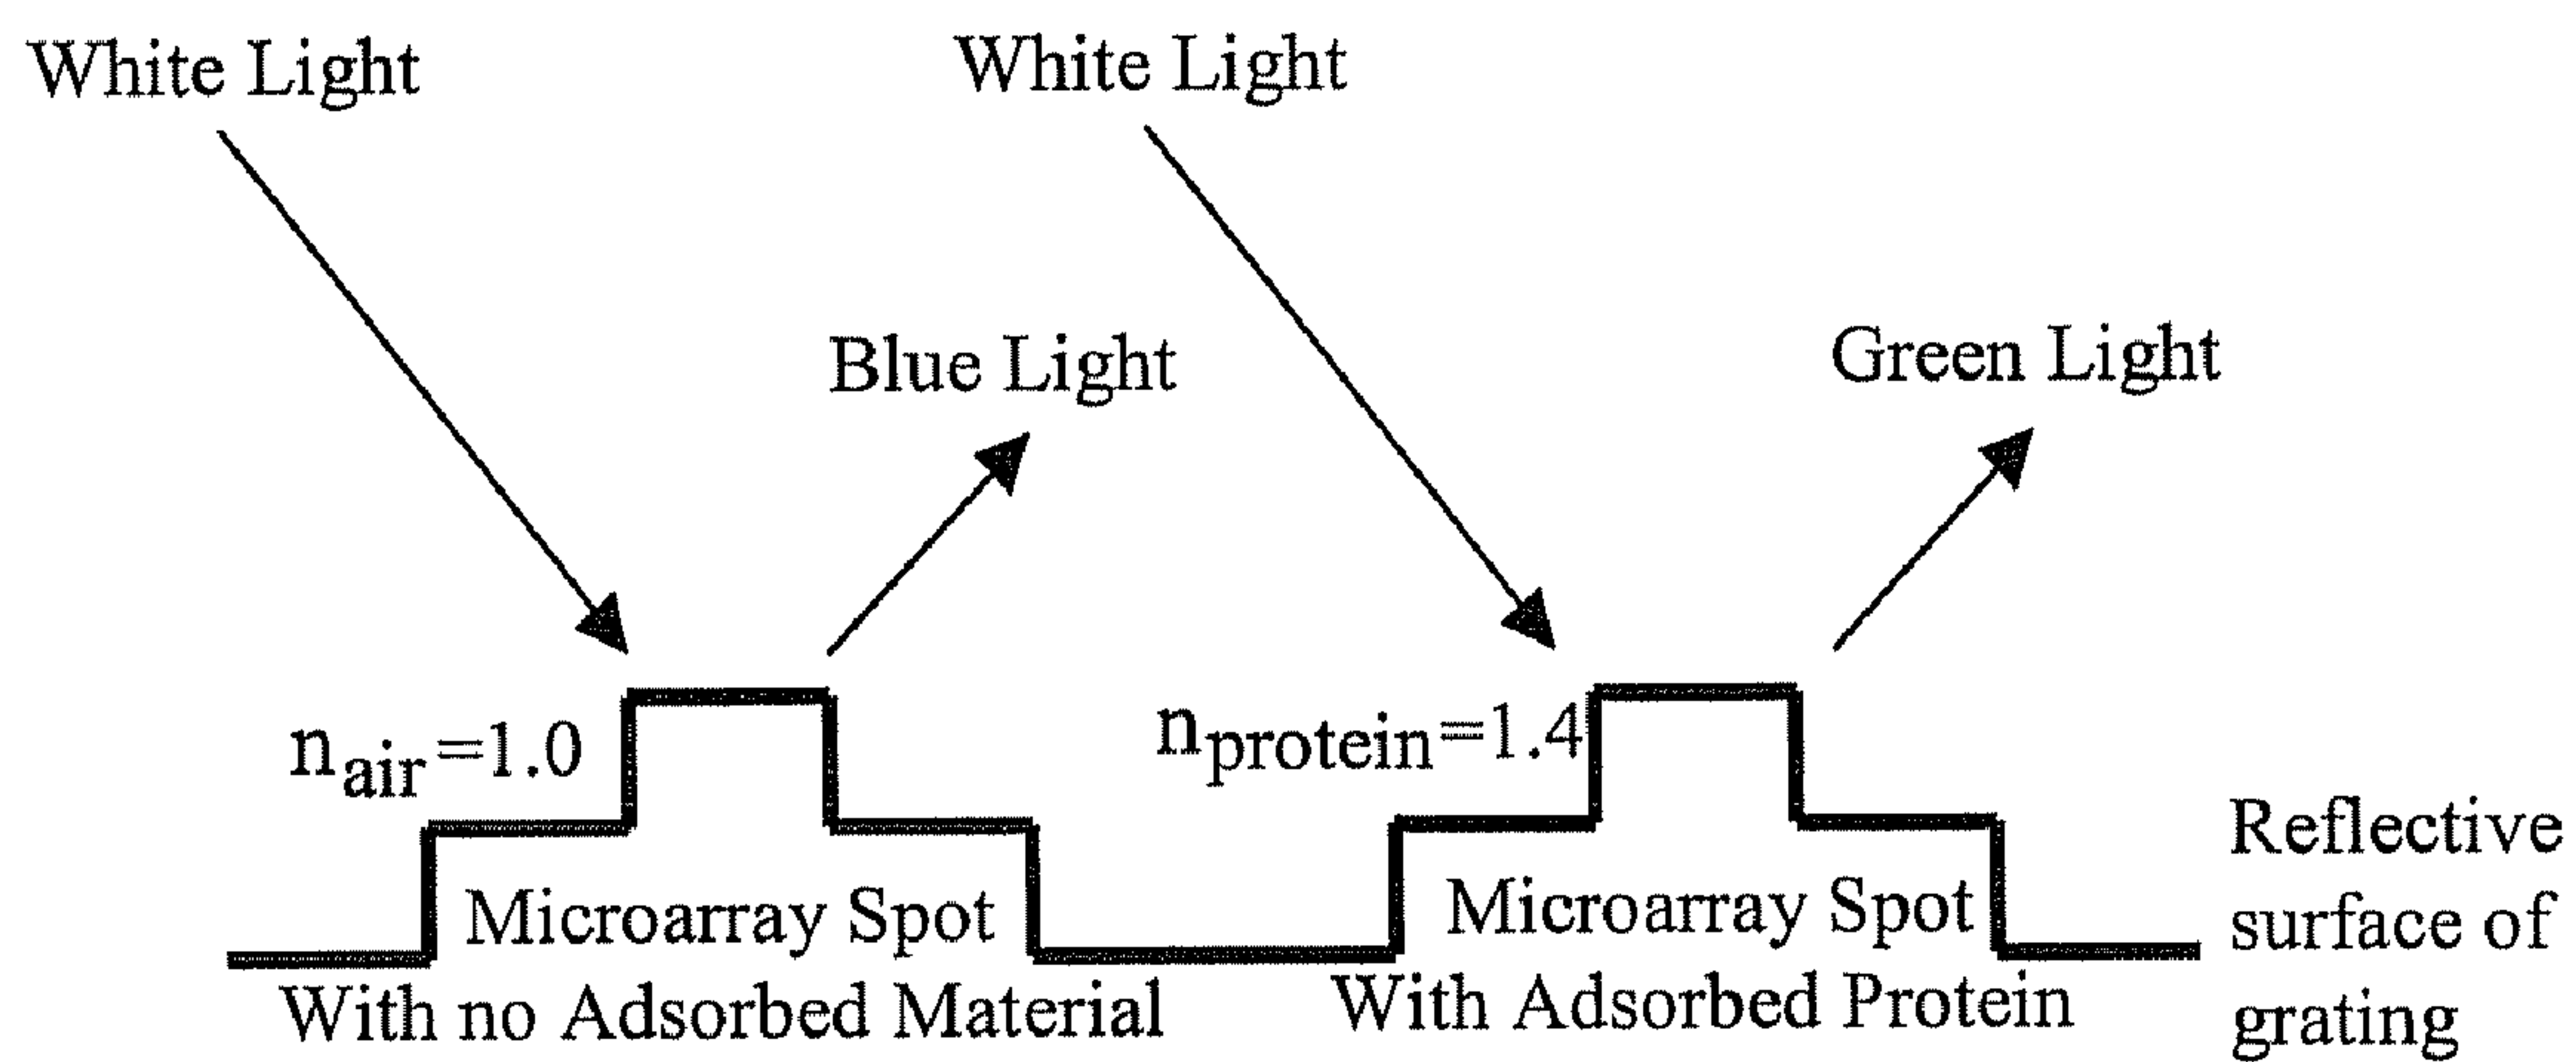 White Light
White Light
Blue Light
Green Light
nair=1.0
nprotein=1.4
Microarray Spot
With no Adsorbed Material
Microarray Spot
With Adsorbed Protein
Reflective
surface of
grating